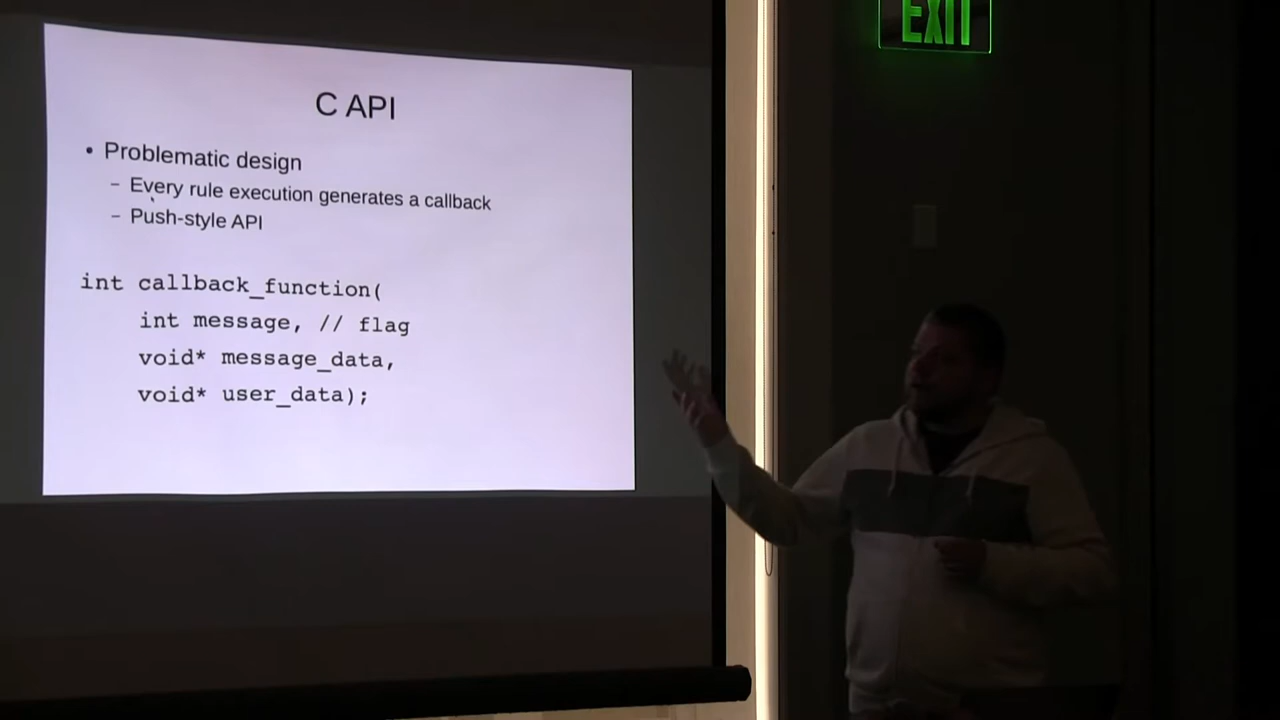 EXIT
C API
• Problematic design
– Every rule execution generates a callback
– Push-style API
int callback_function(
int message, // flag
void* message_data,
void* user_data);